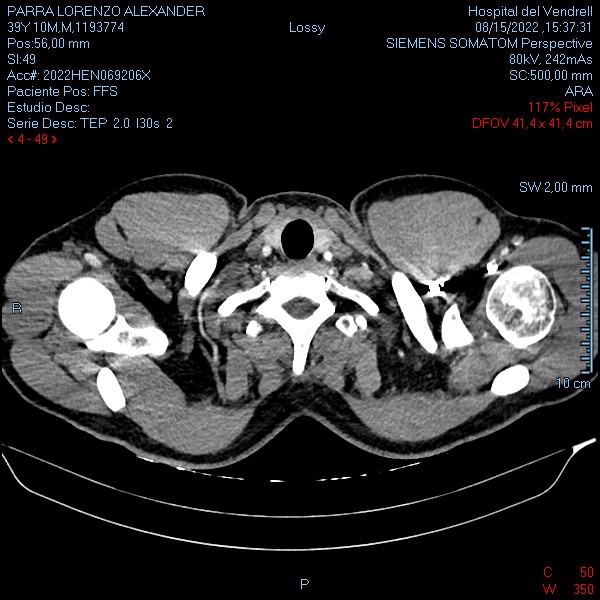 PARRA LORENZO ALEXANDER
39Y 10M,M,1193774
Pos:56,00 mm
SI:49
Acc#: 2022HEN069206X
Paciente Pos: FFS
Estudio Desc:
Serie Desc: TEP 2.0 I30s 2
< 4 - 49 >
Lossy
Hospital del Vendrell
08/15/2022 ,15:37:31
SIEMENS SOMATOM Perspective
80kV, 242mAs
SC:500,00 mm
ARA
117% Pixel
DFOV 41,4 x 41,4 cm
SW 2,00 mm
R
10 cm
P
C 50
W 350